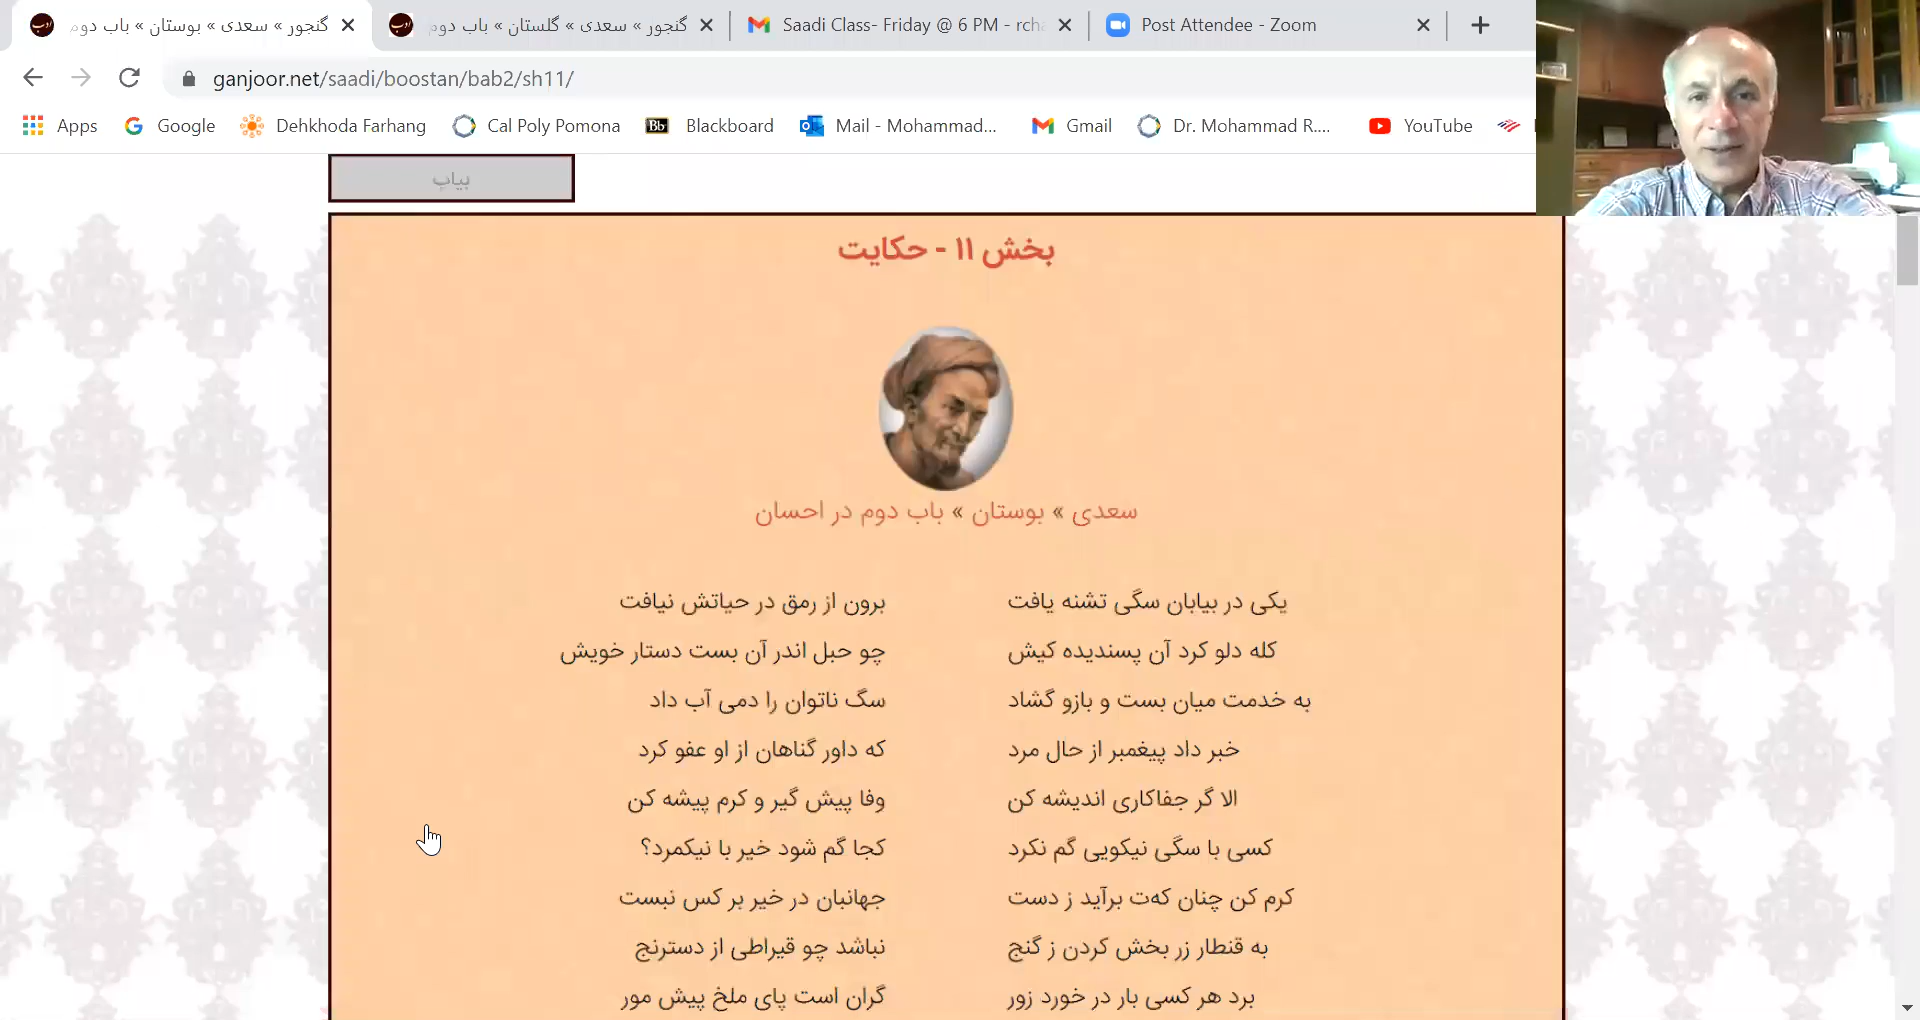 گنجور » سعدی » بوستان » باب دوم
گنجور » سعدی » گلستان » باب دوم
Saadi Class- Friday @ 6 PM - rcha
Post Attendee - Zoom
ganjoor.net/saadi/boostan/bab2/sh11/
Apps Google Dehkhoda Farhang Cal Poly Pomona Bb Blackboard Mail - Mohammad... Gmail Dr. Mohammad R.... YouTube
بیاب
بخش ۱۱ - حکایت
سعدی » بوستان » باب دوم در احسان
یکی در بیابان سگی تشنه یافت برون از رمق در حیاتش نیافت
کله دلو کرد آن پسندیده کیش چو حبل اندر آن بست دستار خویش
به خدمت میان بست و بازو گشاد سگ ناتوان را دمی آب داد
خبر داد پیغمبر از حال مرد که داور گناهان از او عفو کرد
الا گر جفاکاری اندیشه کن وفا پیش گیر و کرم پیشه کن
کسی با سگی نیکویی گم نکرد کجا گم شود خیر با نیکمرد؟
کرم کن چنان که‌ت برآید ز دست جهانبان در خیر بر کس نبست
به قنطار زر بخش کردن ز گنج نباشد چو قیراطی از دسترنج
برد هر کسی بار در خورد زور گران است پای ملخ پیش مور